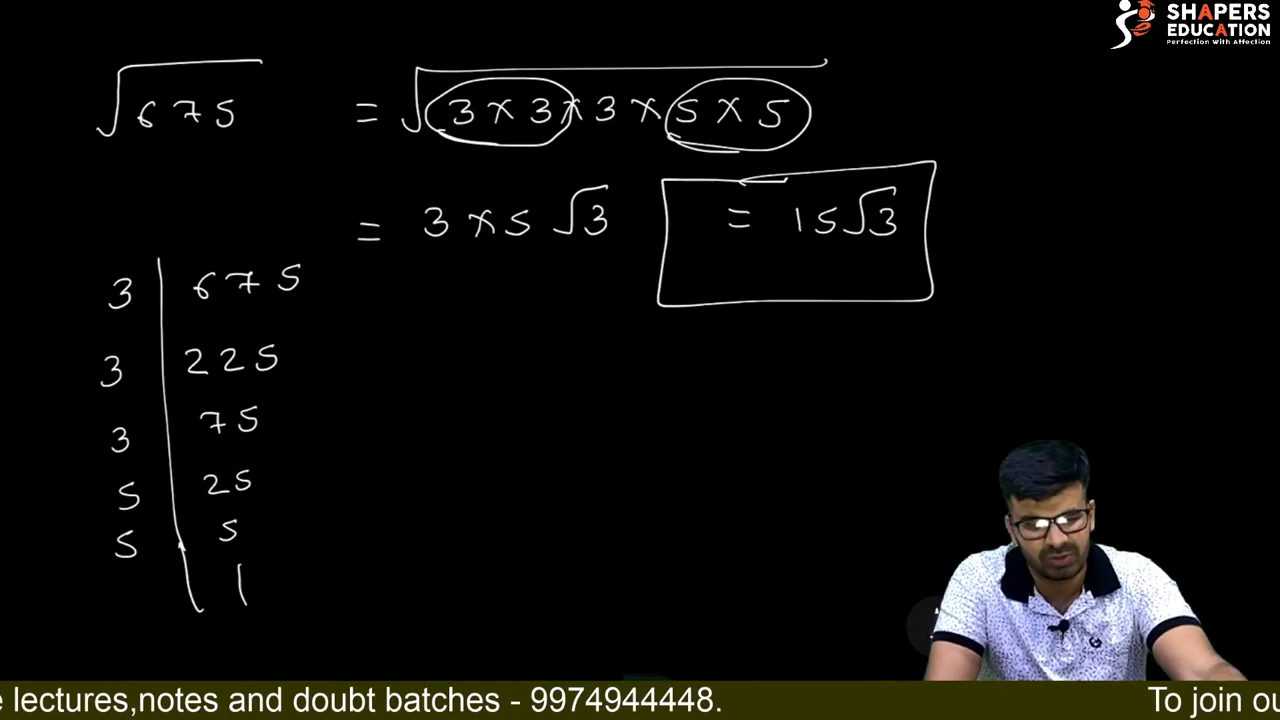 SHAPERS
EDUCATION
Perfection With Affection
√675 = √3×3×3×5×5
= 3×5√3 = 15√3
3 | 675
3 | 225
3 | 75
5 | 25
5 | 5
| 1
lectures,notes and doubt batches - 9974944448. To join ou